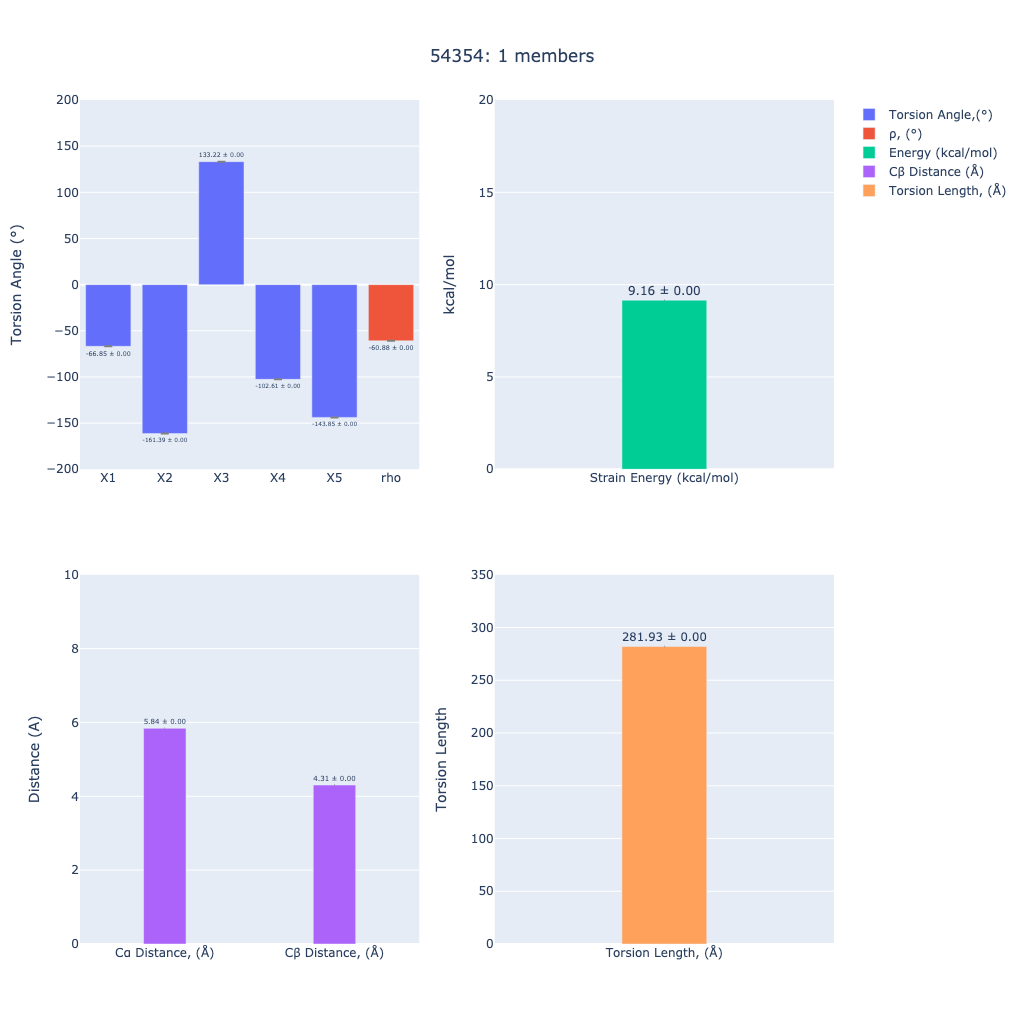 54354: 1 members
200
150
100
50
0
−50
−100
−150
−200
Torsion Angle (°)
133.22 ± 0.00
-66.85 ± 0.00
-161.39 ± 0.00
-102.61 ± 0.00
-143.85 ± 0.00
-60.88 ± 0.00
X1 X2 X3 X4 X5 rho
20
15
10
5
0
kcal/mol
9.16 ± 0.00
Strain Energy (kcal/mol)
Torsion Angle,(°)
ρ, (°)
Energy (kcal/mol)
Cβ Distance (Å)
Torsion Length, (Å)
10
8
6
4
2
0
Distance (A)
5.84 ± 0.00
4.31 ± 0.00
Cα Distance, (Å) Cβ Distance, (Å)
350
300
250
200
150
100
50
0
Torsion Length
281.93 ± 0.00
Torsion Length, (Å)